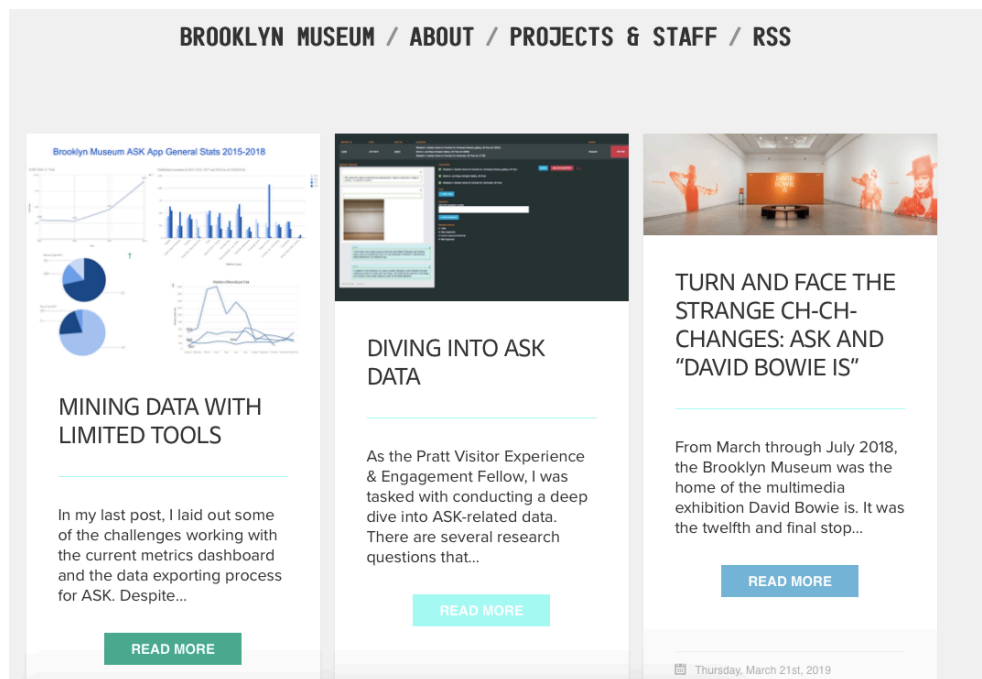 BROOKLYN MUSEUM / ABOUT / PROJECTS & STAFF / RSS
Brooklyn Museum ASK App General Stats 2015-2018
MINING DATA WITH
LIMITED TOOLS
In my last post, I laid out some
of the challenges working with
the current metrics dashboard
and the data exporting process
for ASK. Despite...
READ MORE
DIVING INTO ASK
DATA
As the Pratt Visitor Experience
& Engagement Fellow, I was
tasked with conducting a deep
dive into ASK-related data.
There are several research
questions that...
READ MORE
DAVID
BOWIE
IS
TURN AND FACE THE
STRANGE CH-CH-
CHANGES: ASK AND
“DAVID BOWIE IS”
From March through July 2018,
the Brooklyn Museum was the
home of the multimedia
exhibition David Bowie is. It was
the twelfth and final stop...
READ MORE
Thursday, March 21st, 2019